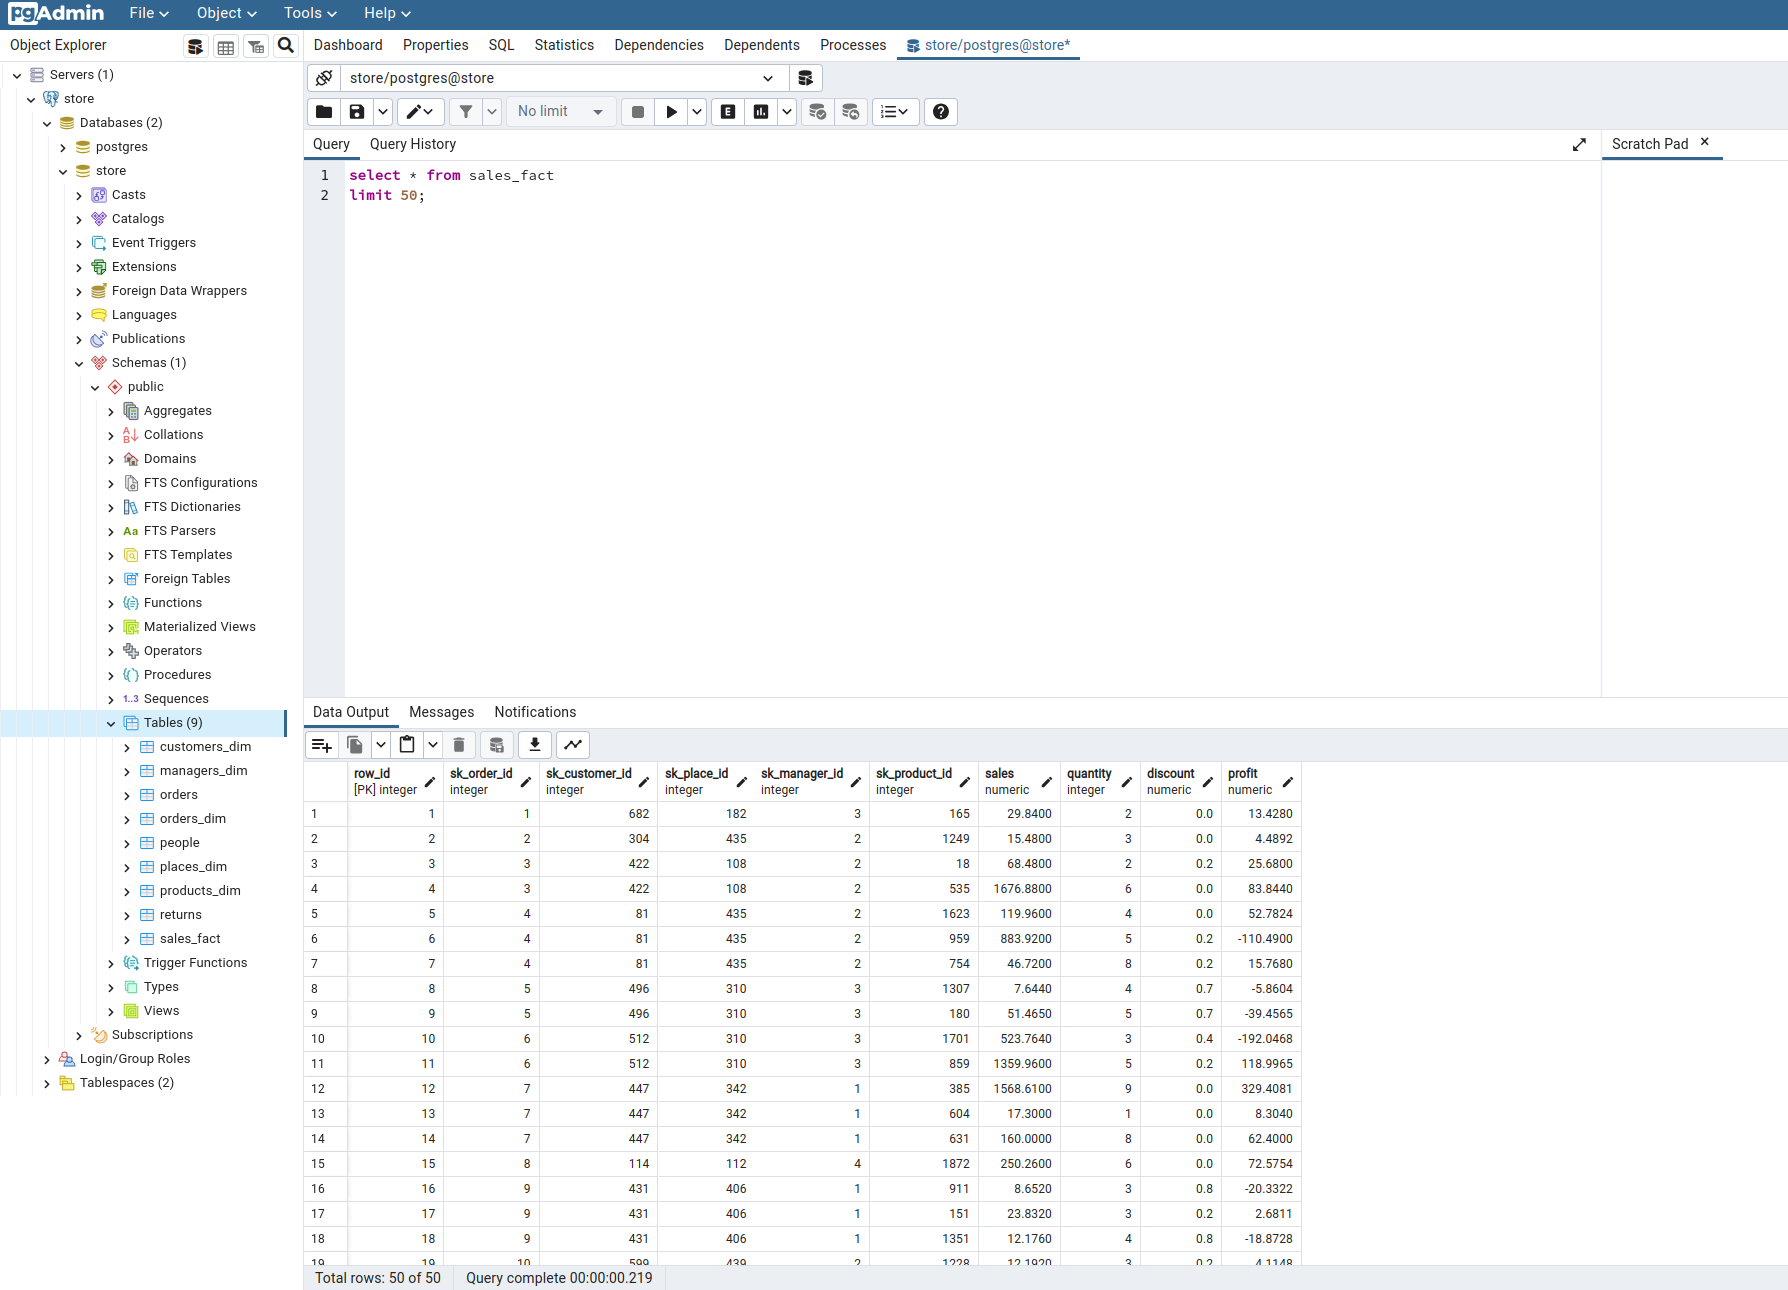 pgAdmin File Object Tools Help
Object Explorer
Dashboard Properties SQL Statistics Dependencies Dependents Processes store/postgres@store*
Servers (1)
store
Databases (2)
postgres
store
Casts
Catalogs
Event Triggers
Extensions
Foreign Data Wrappers
Languages
Publications
Schemas (1)
public
Aggregates
Collations
Domains
FTS Configurations
FTS Dictionaries
Aa FTS Parsers
FTS Templates
Foreign Tables
Functions
Materialized Views
Operators
Procedures
1..3 Sequences
Tables (9)
customers_dim
managers_dim
orders
orders_dim
people
places_dim
products_dim
returns
sales_fact
Trigger Functions
Types
Views
Subscriptions
Login/Group Roles
Tablespaces (2)
store/postgres@store
No limit E
Query Query History
Scratch Pad
1 select * from sales_fact
2 limit 50;
Data Output Messages Notifications
row_id sk_order_id sk_customer_id sk_place_id sk_manager_id sk_product_id sales quantity discount profit
[PK] integer integer integer integer integer integer numeric integer numeric numeric
1 1 1 682 182 3 165 29.8400 2 0.0 13.4280
2 2 2 304 435 2 1249 15.4800 3 0.0 4.4892
3 3 3 422 108 2 18 68.4800 2 0.2 25.6800
4 4 3 422 108 2 535 1676.8800 6 0.0 83.8440
5 5 4 81 435 2 1623 119.9600 4 0.0 52.7824
6 6 4 81 435 2 959 883.9200 5 0.2 -110.4900
7 7 4 81 435 2 754 46.7200 8 0.2 15.7680
8 8 5 496 310 3 1307 7.6440 4 0.7 -5.8604
9 9 5 496 310 3 180 51.4650 5 0.7 -39.4565
10 10 6 512 310 3 1701 523.7640 3 0.4 -192.0468
11 11 6 512 310 3 859 1359.9600 5 0.2 118.9965
12 12 7 447 342 1 385 1568.6100 9 0.0 329.4081
13 13 7 447 342 1 604 17.3000 1 0.0 8.3040
14 14 7 447 342 1 631 160.0000 8 0.0 62.4000
15 15 8 114 112 4 1872 250.2600 6 0.0 72.5754
16 16 9 431 406 1 911 8.6520 3 0.8 -20.3322
17 17 9 431 406 1 151 23.8320 3 0.2 2.6811
18 18 9 431 406 1 1351 12.1760 4 0.8 -18.8728
19 19 10 599 439 2 1228 12.1920 3 0.2 4.1148
Total rows: 50 of 50 Query complete 00:00:00.219